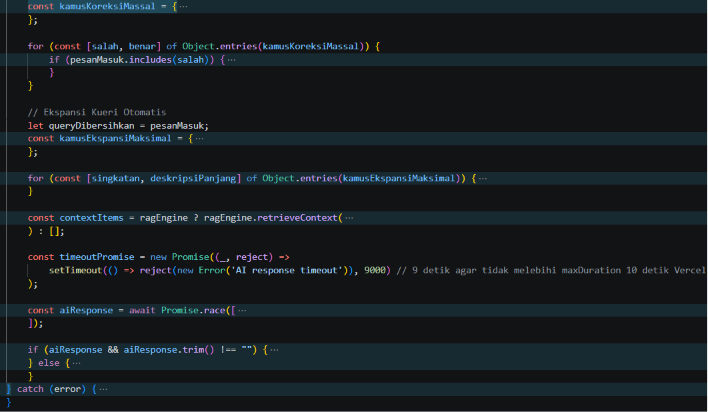 const kamusKoreksiMassal = {···
};
for (const [salah, benar] of Object.entries(kamusKoreksiMassal)) {
if (pesanMasuk.includes(salah)) {···
}
}
// Ekspansi Kueri Otomatis
let queryDibersihkan = pesanMasuk;
const kamusEkspansiMaksimal = {···
};
for (const [singkatan, deskripsiPanjang] of Object.entries(kamusEkspansiMaksimal)) {···
}
const contextItems = ragEngine ? ragEngine.retrieveContext(···
) : [];
const timeoutPromise = new Promise((_, reject) =>
setTimeout(() => reject(new Error('AI response timeout')), 9000) // 9 detik agar tidak melebihi maxDuration 10 detik Vercel
);
const aiResponse = await Promise.race([···
]);
if (aiResponse && aiResponse.trim() !== "") {···
} else {···
}
} catch (error) {···
}